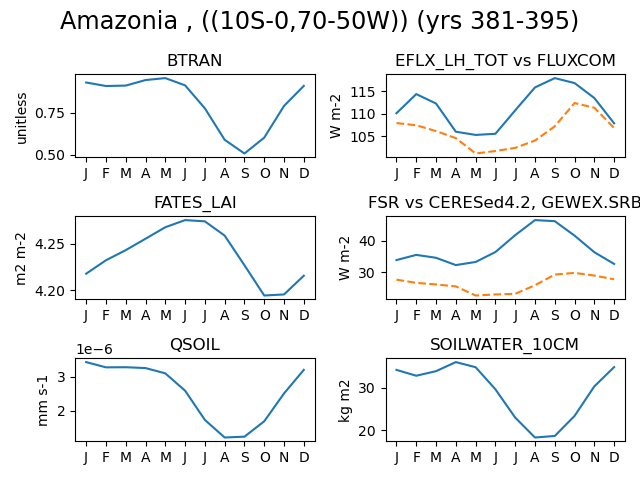 Amazonia , ((10S-0,70-50W)) (yrs 381-395)
BTRAN
unitless
0.75
0.50
J F M A M J J A S O N D
EFLX_LH_TOT vs FLUXCOM
W m-2
115
110
105
J F M A M J J A S O N D
FATES_LAI
m2 m-2
4.25
4.20
J F M A M J J A S O N D
FSR vs CERESed4.2, GEWEX.SRB
W m-2
40
30
J F M A M J J A S O N D
QSOIL
1e−6
mm s-1
3
2
J F M A M J J A S O N D
SOILWATER_10CM
kg m2
30
20
J F M A M J J A S O N D